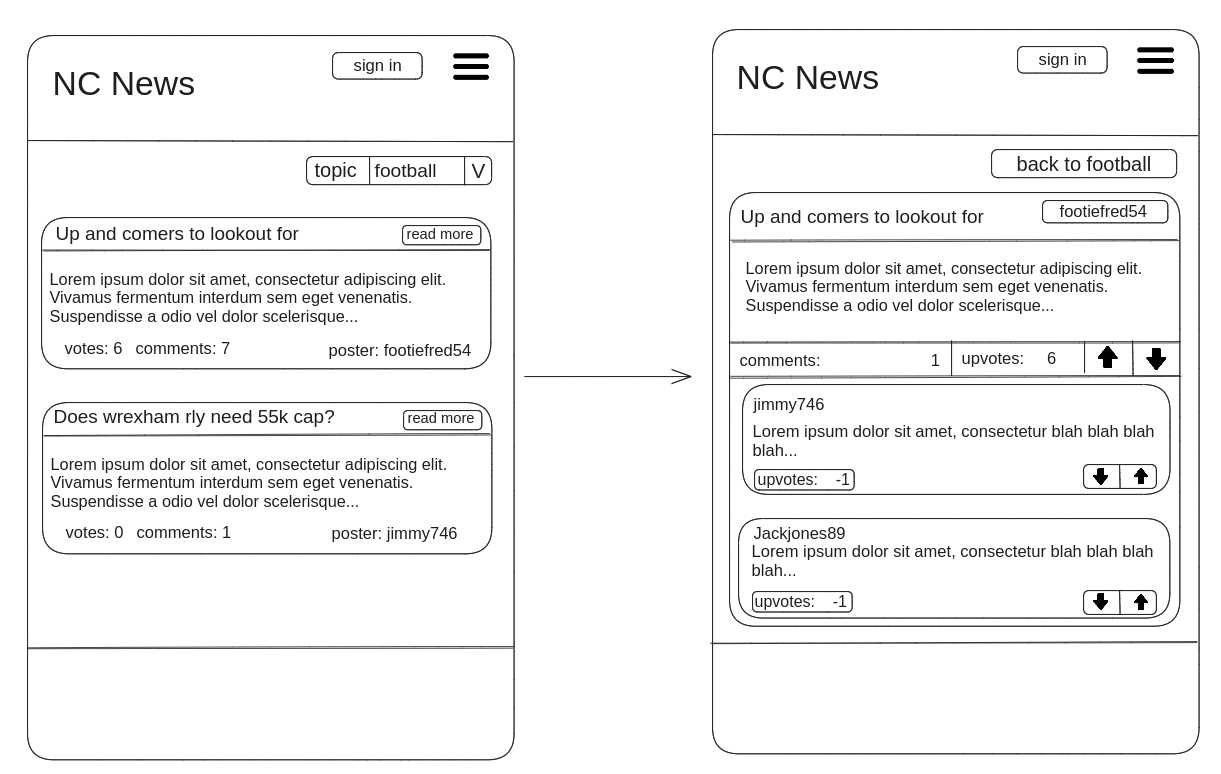 NC News
sign in
topic football V
Up and comers to lookout for
read more
Lorem ipsum dolor sit amet, consectetur adipiscing elit.
Vivamus fermentum interdum sem eget venenatis.
Suspendisse a odio vel dolor scelerisque...
votes: 6 comments: 7
poster: footiefred54
Does wrexham rly need 55k cap?
read more
Lorem ipsum dolor sit amet, consectetur adipiscing elit.
Vivamus fermentum interdum sem eget venenatis.
Suspendisse a odio vel dolor scelerisque...
votes: 0 comments: 1
poster: jimmy746
NC News
sign in
back to football
Up and comers to lookout for
footiefred54
Lorem ipsum dolor sit amet, consectetur adipiscing elit.
Vivamus fermentum interdum sem eget venenatis.
Suspendisse a odio vel dolor scelerisque...
comments: 1
upvotes: 6
jimmy746
Lorem ipsum dolor sit amet, consectetur blah blah blah
blah...
upvotes: -1
Jackjones89
Lorem ipsum dolor sit amet, consectetur blah blah blah
blah...
upvotes: -1